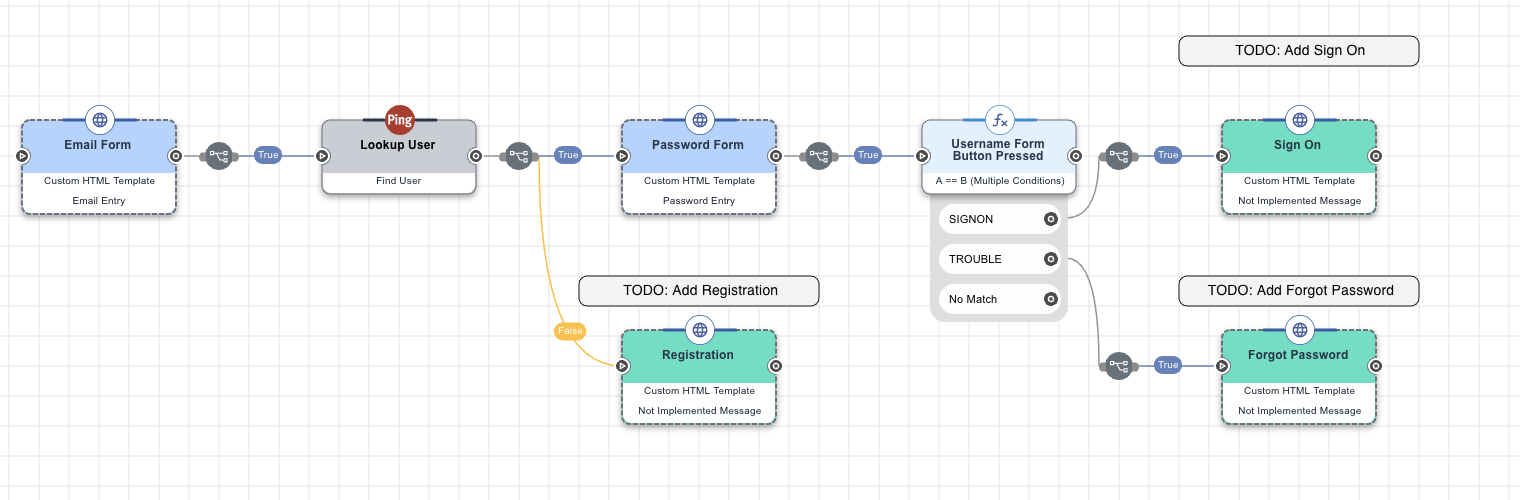 TODO: Add Sign On
Email Form
True
Ping
Lookup User
True
Password Form
True
Username Form
Button Pressed
True
Sign On
Custom HTML Template
Email Entry
Find User
Custom HTML Template
Password Entry
A == B (Multiple Conditions)
Custom HTML Template
Not Implemented Message
SIGNON
TROUBLE
No Match
TODO: Add Registration
TODO: Add Forgot Password
False
Registration
Custom HTML Template
Not Implemented Message
True
Forgot Password
Custom HTML Template
Not Implemented Message